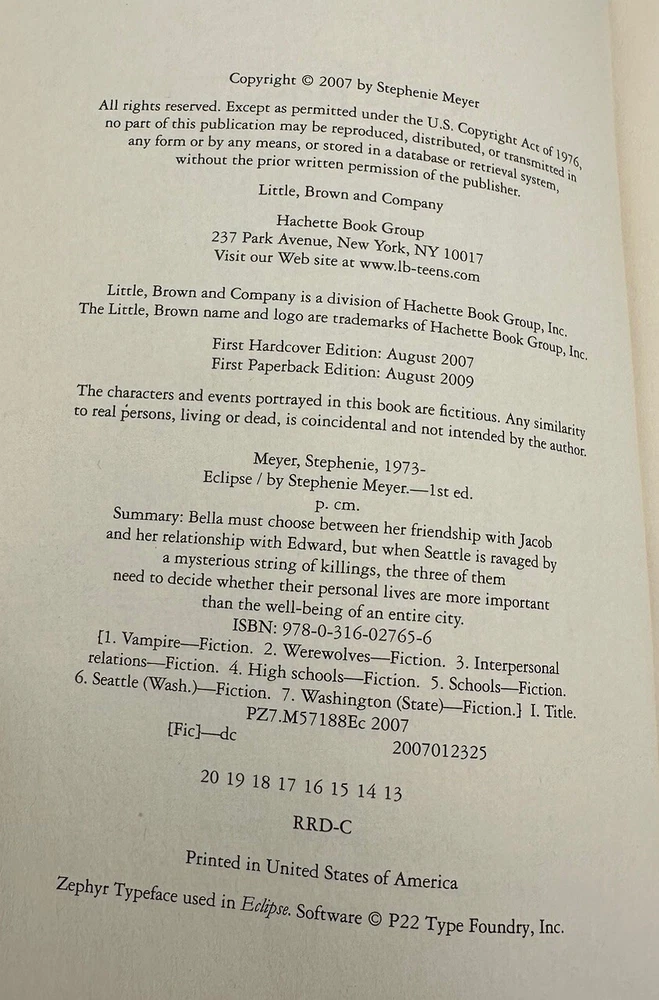 Copyright © 2007 by Stephenie Meyer
All rights reserved. Except as permitted under the U.S. Copyright Act of 1976,
no part of this publication may be reproduced, distributed, or transmitted in
any form or by any means, or stored in a database or retrieval system,
without the prior written permission of the publisher.
Little, Brown and Company
Hachette Book Group
237 Park Avenue, New York, NY 10017
Visit our Web site at www.lb-teens.com
Little, Brown and Company is a division of Hachette Book Group, Inc.
The Little, Brown name and logo are trademarks of Hachette Book Group, Inc.
First Hardcover Edition: August 2007
First Paperback Edition: August 2009
The characters and events portrayed in this book are fictitious. Any similarity
to real persons, living or dead, is coincidental and not intended by the author.
Meyer, Stephenie, 1973-
Eclipse / by Stephenie Meyer.—1st ed.
p. cm.
Summary: Bella must choose between her friendship with Jacob
and her relationship with Edward, but when Seattle is ravaged by
a mysterious string of killings, the three of them
need to decide whether their personal lives are more important
than the well-being of an entire city.
ISBN: 978-0-316-02765-6
[1. Vampire—Fiction. 2. Werewolves—Fiction. 3. Interpersonal
relations—Fiction. 4. High schools—Fiction. 5. Schools—Fiction.
6. Seattle (Wash.)—Fiction. 7. Washington (State)—Fiction.] I. Title.
PZ7.M57188Ec 2007
[Fic]—dc 2007012325
20 19 18 17 16 15 14 13
RRD-C
Printed in United States of America
Zephyr Typeface used in Eclipse. Software © P22 Type Foundry, Inc.